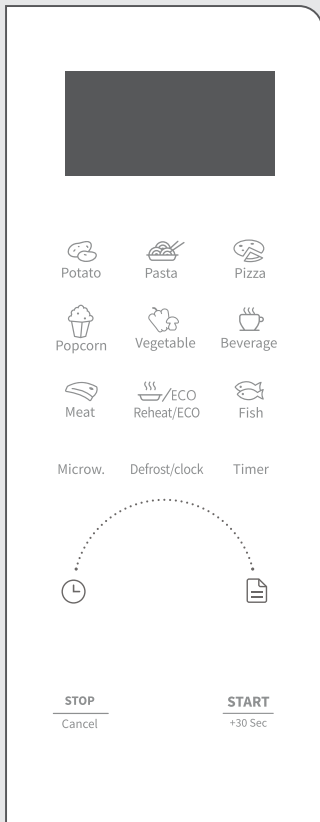 Potato Pasta Pizza
Popcorn Vegetable Beverage
/ECO
Meat Reheat/ECO Fish
Microw. Defrost/clock Timer
STOP START
Cancel +30 Sec